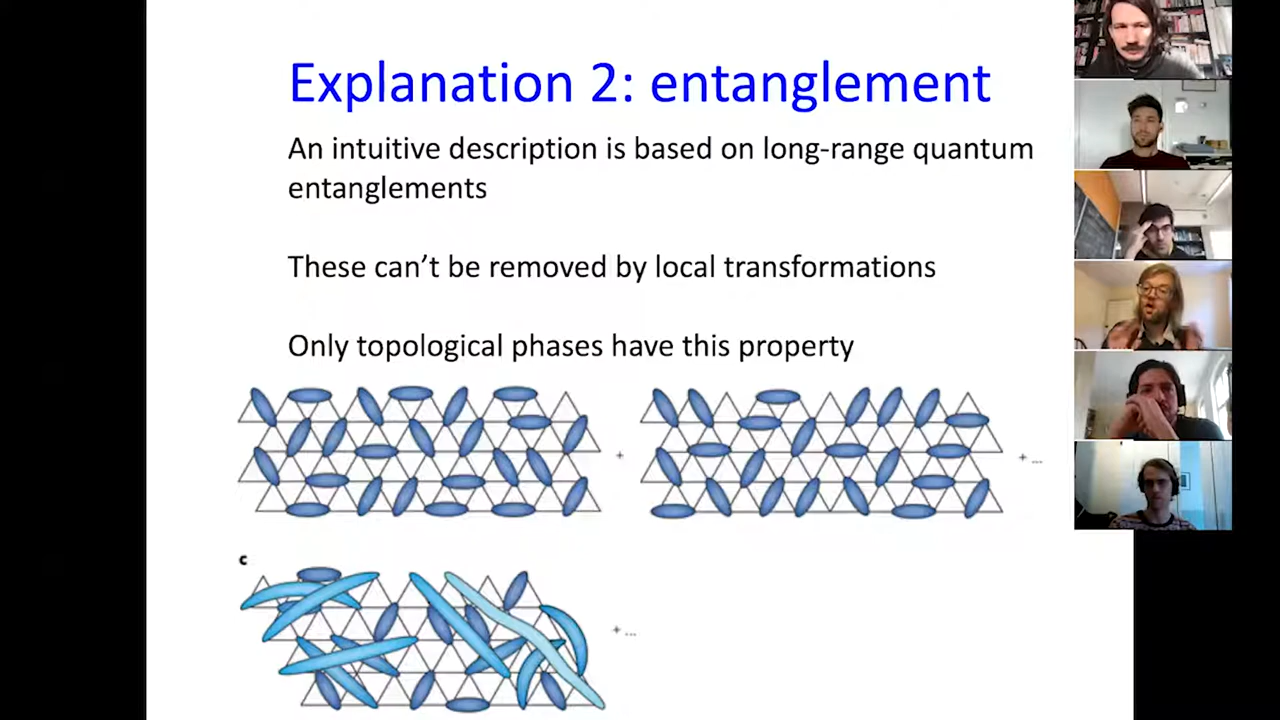 Explanation 2: entanglement
An intuitive description is based on long-range quantum
entanglements
These can't be removed by local transformations
Only topological phases have this property
+
+ ...
c
+ ...